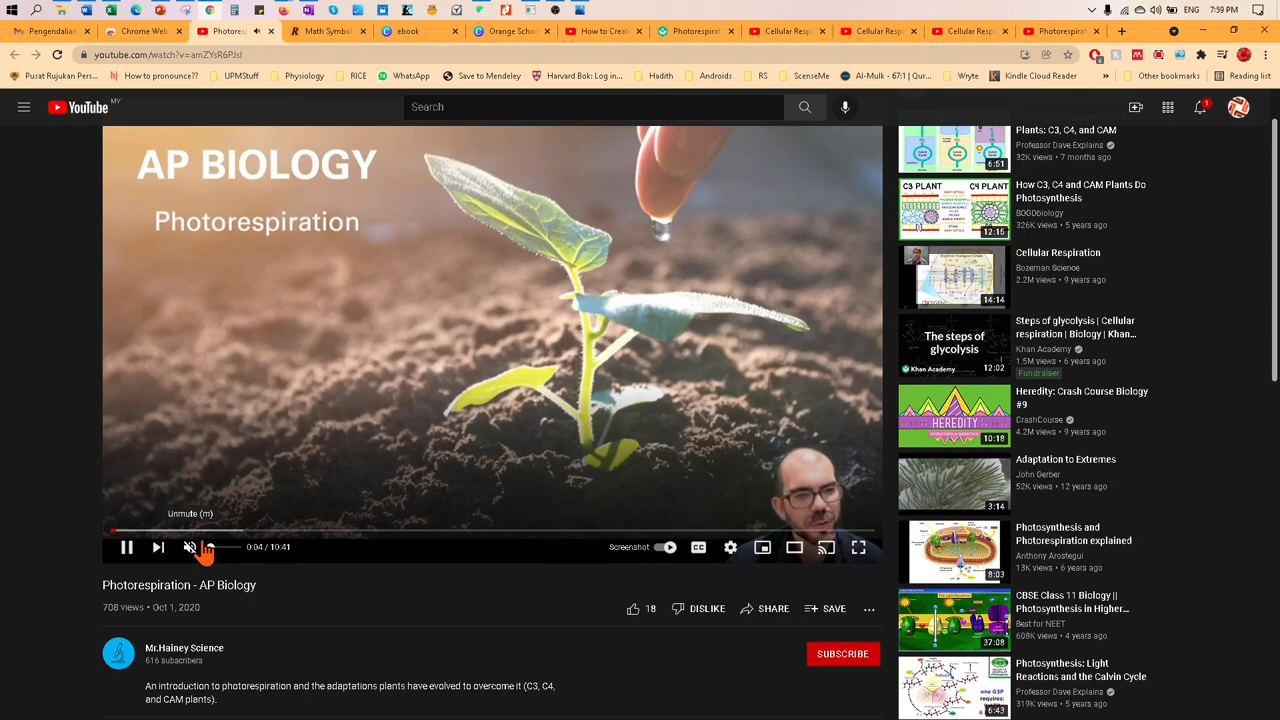 ENG 7:59 PM
Pengendalian
Chrome Web
Photoresp
Math Symbol
ebook
Orange Schoo
How to Creat
Photorespirat
Cellular Resp
Cellular Resp
Cellular Resp
Photorespirat
youtube.com/watch?v=amZYsR6PJsI
Pusat Rujukan Pers...
How to pronounce??
UPMStuff
Physiology
RICE
WhatsApp
Save to Mendeley
Harvard Bok: Log in...
Hadith
Androids
RS
ScenseMe
Al-Mulk - 67:1 | Qur...
Wryte
Kindle Cloud Reader
»
Other bookmarks
Reading list
YouTube MY
Search
1
AP BIOLOGY
Photorespiration
Unmute (m)
0:04 / 10:41
Screenshot
CC
Photorespiration - AP Biology
708 views • Oct 1, 2020
18
DISLIKE
SHARE
SAVE
Mr.Hainey Science
616 subscribers
SUBSCRIBE
An introduction to photorespiration and the adaptations plants have evolved to overcome it (C3, C4,
and CAM plants).
Plants: C3, C4, and CAM
Professor Dave Explains
32K views • 7 months ago
6:51
C3 PLANT
C4 PLANT
12:15
How C3, C4 and CAM Plants Do
Photosynthesis
BOGObiology
326K views • 5 years ago
14:14
Cellular Respiration
Bozeman Science
2.2M views • 9 years ago
The steps of
glycolysis
Khan Academy
12:02
Steps of glycolysis | Cellular
respiration | Biology | Khan...
Khan Academy
1.5M views • 6 years ago
Fundraiser
HEREDITY
10:18
Heredity: Crash Course Biology
#9
CrashCourse
4.2M views • 9 years ago
3:14
Adaptation to Extremes
John Gerber
52K views • 12 years ago
8:03
Photosynthesis and
Photorespiration explained
Anthony Arostegui
13K views • 6 years ago
37:08
CBSE Class 11 Biology ||
Photosynthesis in Higher...
Best for NEET
608K views • 4 years ago
one G3P
requires:
6:43
Photosynthesis: Light
Reactions and the Calvin Cycle
Professor Dave Explains
319K views • 5 years ago